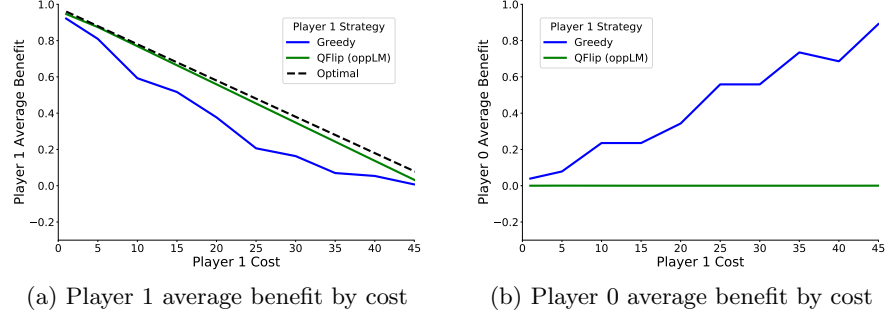 Player 1 Average Benefit
1.0
0.8
0.6
0.4
0.2
0.0
−0.2
0 5 10 15 20 25 30 35 40 45
Player 1 Cost
Player 1 Strategy
Greedy
QFlip (oppLM)
Optimal
(a) Player 1 average benefit by cost
Player 0 Average Benefit
1.0
0.8
0.6
0.4
0.2
0.0
−0.2
0 5 10 15 20 25 30 35 40 45
Player 1 Cost
Player 1 Strategy
Greedy
QFlip (oppLM)
(b) Player 0 average benefit by cost